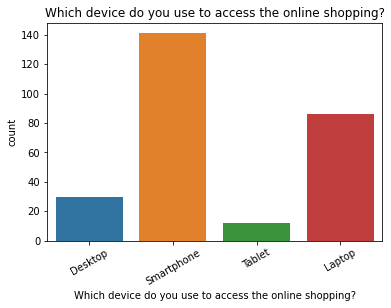 Which device do you use to access the online shopping?
count
140
120
100
80
60
40
20
0
Desktop
Smartphone
Tablet
Laptop
Which device do you use to access the online shopping?